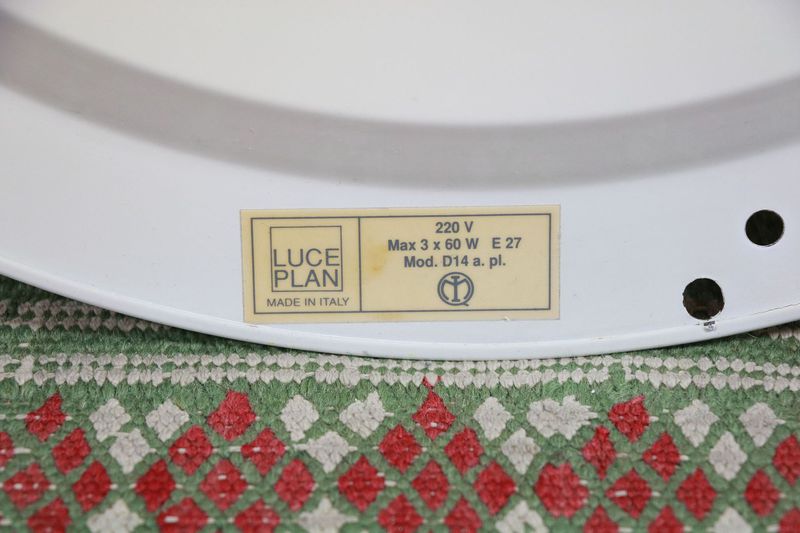 LUCE
PLAN
MADE IN ITALY
220 V
Max 3 x 60 W E 27
Mod. D14 a. pl.